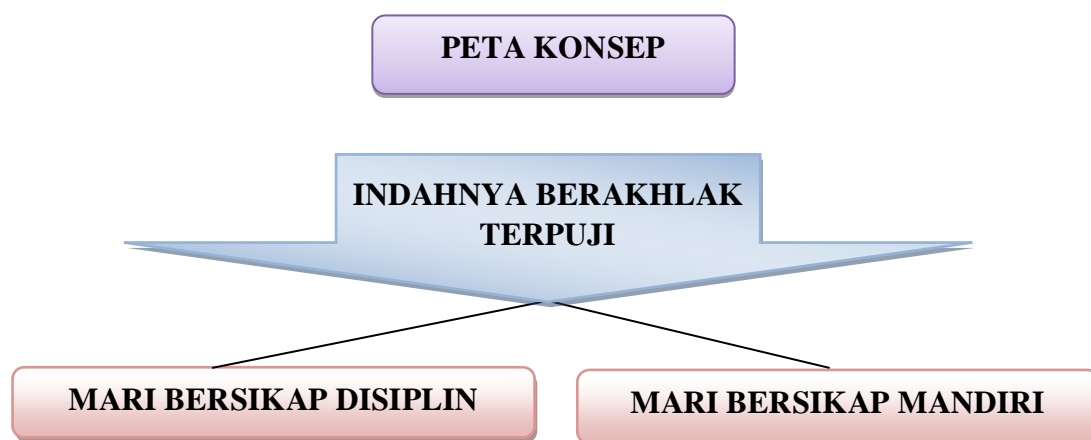 PETA KONSEP
INDAHNYA BERAKHLAK
TERPUJI
MARI BERSIKAP DISIPLIN
MARI BERSIKAP MANDIRI